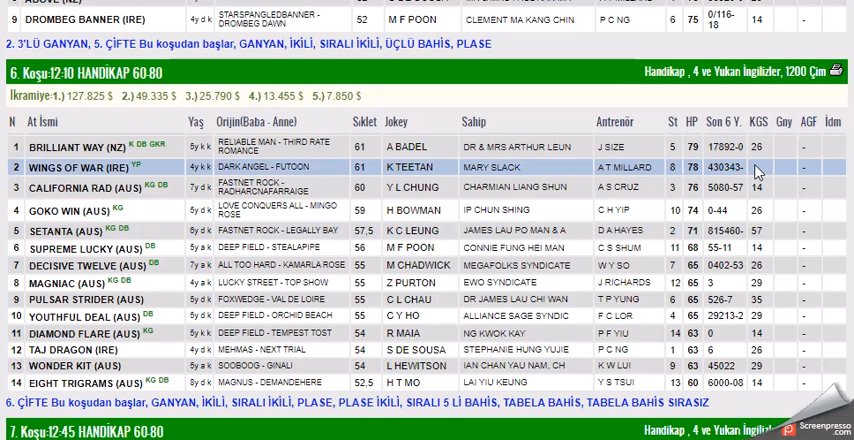 9 DROMBEG BANNER (IRE) 4y d k STARSPANGLEDBANNER - DROMBEG DAWN 52 M F POON CLEMENT MA KANG CHIN P C NG 6 75 0/116-18 14 -
2. 3'LÜ GANYAN, 5. ÇİFTE Bu koşudan başlar, GANYAN, İKİLİ, SIRALI İKİLİ, ÜÇLÜ BAHİS, PLASE
6. Koşu:12:10 HANDİKAP 60-80 Handikap , 4 ve Yukarı İngilizler, 1200 Çim
İkramiye:1.) 127.825 $ 2.) 49.335 $ 3.) 25.790 $ 4.) 13.455 $ 5.) 7.850 $
N At İsmi Yaş Orijin(Baba - Anne) Sıklet Jokey Sahip Antrenör St HP Son 6 Y. KGS Gny AGF İdm
1 BRILLIANT WAY (NZ) K DB GKR 5y k k RELIABLE MAN - THIRD RATE ROMANCE 61 A BADEL DR & MRS ARTHUR LEUN J SIZE 5 79 17892-0 26 -
2 WINGS OF WAR (IRE) YP 4y k k DARK ANGEL - FUTOON 61 K TEETAN MARY SLACK A T MILLARD 8 78 430343- -
3 CALIFORNIA RAD (AUS) KG DB 7y d k FASTNET ROCK - RADHARCNAFARRAIGE 60 Y L CHUNG CHARMIAN LIANG SHUN A S CRUZ 3 76 5080-57 14 -
4 GOKO WIN (AUS) KG 5y d k LOVE CONQUERS ALL - MINGO ROSE 59 H BOWMAN IP CHUN SHING C H YIP 10 74 0-44 26 -
5 SETANTA (AUS) KG DB 6y d k FASTNET ROCK - LEGALLY BAY 57,5 K C LEUNG JAMES LAU PO MAN & A D A HAYES 2 71 815460- 57 -
6 SUPREME LUCKY (AUS) DB 5y a k DEEP FIELD - STEALAPIPE 56 M F POON CONNIE FUNG HEI MAN C S SHUM 11 68 55-11 14 -
7 DECISIVE TWELVE (AUS) DB 7y a k ALL TOO HARD - KAMARLA ROSE 55 M CHADWICK MEGAFOLKS SYNDICATE W Y SO 7 65 0402-53 26 -
8 MAGNIAC (AUS) KG DB 4y a k LUCKY STREET - TOP SHOW 55 Z PURTON EWO SYNDICATE J RICHARDS 12 65 3 29 -
9 PULSAR STRIDER (AUS) 5y d k FOXWEDGE - VAL DE LOIRE 55 C L CHAU DR JAMES LAU CHI WAN T P YUNG 6 65 526-7 35 -
10 YOUTHFUL DEAL (AUS) DB 5y d k DEEP FIELD - ORCHID BEACH 55 C Y HO ALLIANCE SAGE SYNDIC F C LOR 4 65 29213-2 29 -
11 DIAMOND FLARE (AUS) KG 5y k k DEEP FIELD - TEMPEST TOST 54 R MAIA NG KWOK KAY P F YIU 14 63 0 14 -
12 TAJ DRAGON (IRE) 4y d k MEHMAS - NEXT TRIAL 54 S DE SOUSA STEPHANIE HUNG YUJIE P C NG 1 63 6 26 -
13 WONDER KIT (AUS) 5y a k SOOBOOG - GINALI 54 L HEWITSON IAN CHAN YAU NAM, CH K W LUI 9 63 45022 29 -
14 EIGHT TRIGRAMS (AUS) KG DB 8y d k MAGNUS - DEMANDEHERE 52,5 H T MO LAI YIU KEUNG Y S TSUI 13 60 6000-08 14 -
6. ÇİFTE Bu koşudan başlar, GANYAN, İKİLİ, SIRALI İKİLİ, PLASE, PLASE İKİLİ, SIRALI 5 Lİ BAHİS, TABELA BAHİS, TABELA BAHİS SIRASIZ
7. Koşu:12:45 HANDİKAP 60-80 Handikap , 4 ve Yukarı
Screenpresso
.com